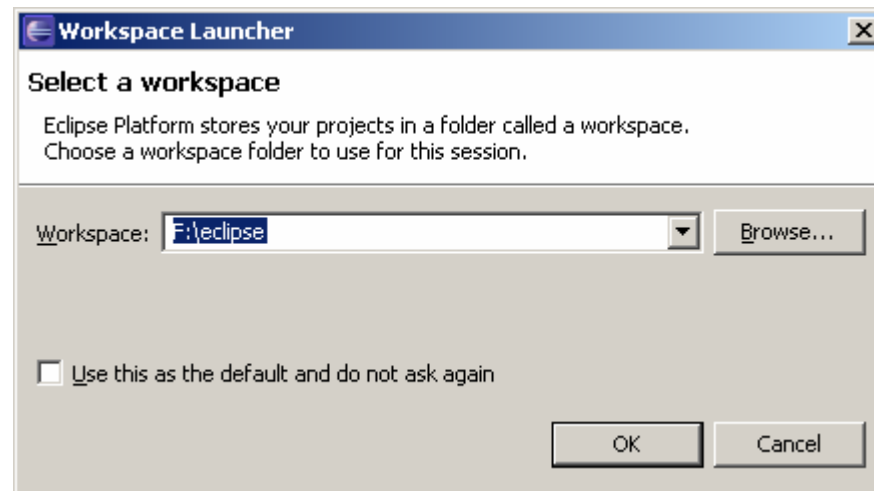 Workspace Launcher
Select a workspace
Eclipse Platform stores your projects in a folder called a workspace.
Choose a workspace folder to use for this session.
Workspace: F:\eclipse Browse...
Use this as the default and do not ask again
OK Cancel